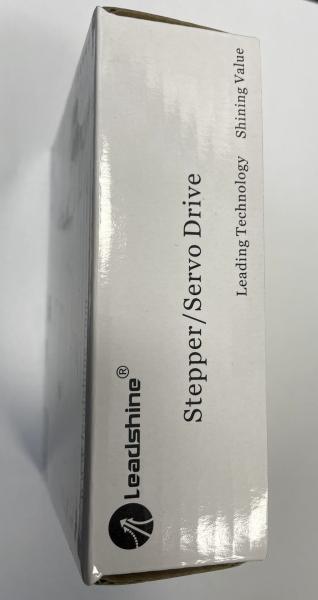 Leadshine®
Stepper/Servo Drive
Leading Technology Shining Value